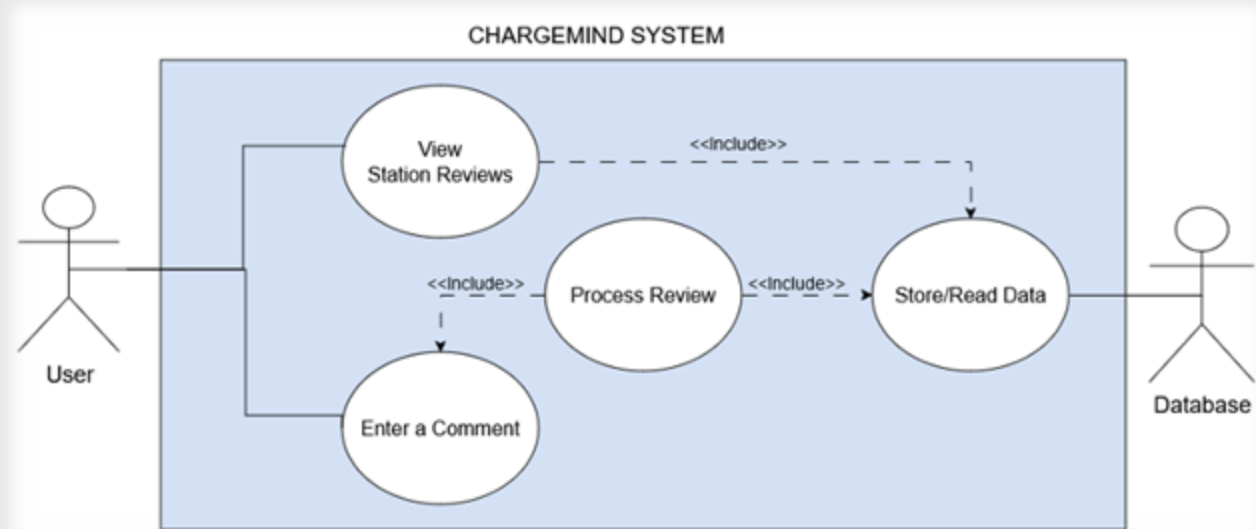 CHARGEMIND SYSTEM
View
Station Reviews
<<Include>>
<<Include>>
Process Review
<<Include>>
Store/Read Data
User
Enter a Comment
Database